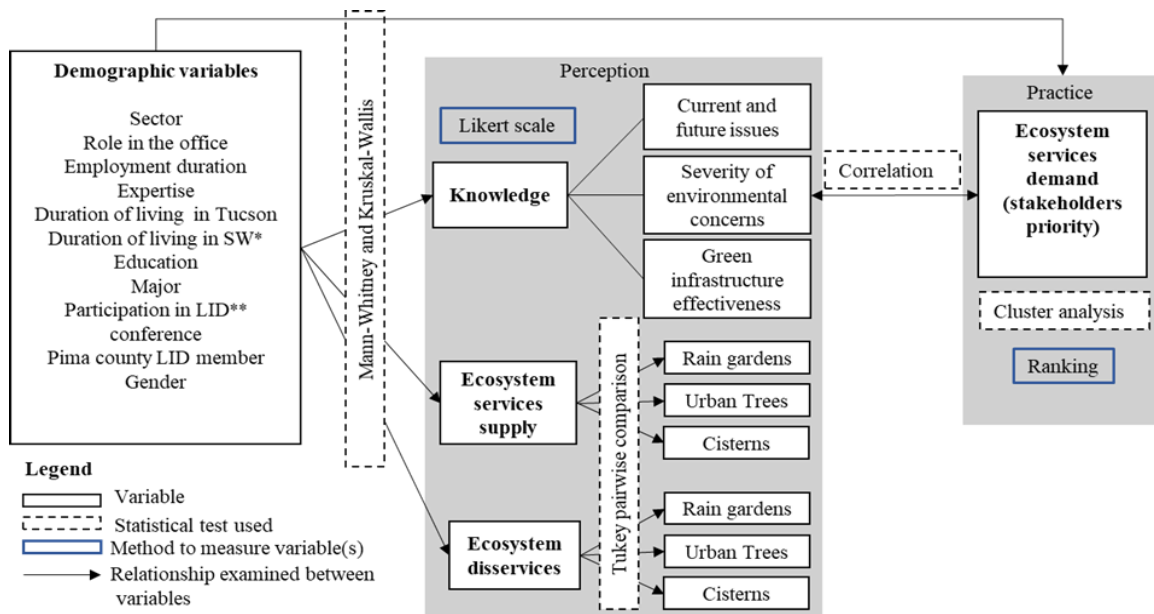 Demographic variables
Sector
Role in the office
Employment duration
Expertise
Duration of living in Tucson
Duration of living in SW*
Education
Major
Participation in LID**
conference
Pima county LID member
Gender
Mann-Whitney and Kruskal-Wallis
Perception
Likert scale
Knowledge
Current and
future issues
Severity of
environmental
concerns
Green
infrastructure
effectiveness
Ecosystem
services
supply
Tukey pairwise comparison
Rain gardens
Urban Trees
Cisterns
Ecosystem
disservices
Rain gardens
Urban Trees
Cisterns
Correlation
Practice
Ecosystem
services
demand
(stakeholders
priority)
Cluster analysis
Ranking
Legend
Variable
Statistical test used
Method to measure variable(s)
Relationship examined between
variables